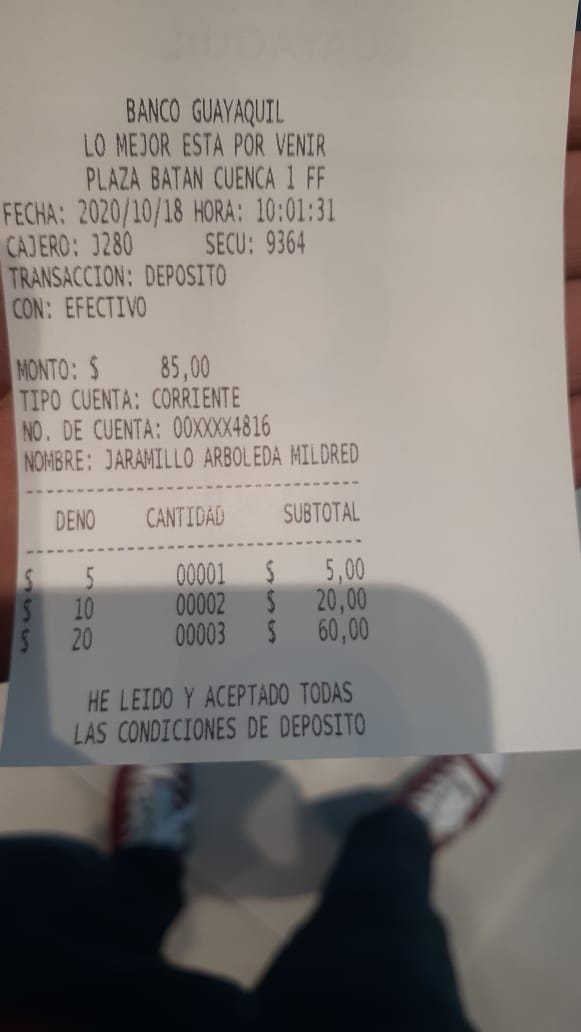 BANCO GUAYAQUIL
LO MEJOR ESTA POR VENIR
PLAZA BATAN CUENCA 1 FF
FECHA: 2020/10/18 HORA: 10:01:31
CAJERO: J280 SECU: 9364
TRANSACCION: DEPOSITO
CON: EFECTIVO
MONTO: $ 85,00
TIPO CUENTA: CORRIENTE
NO. DE CUENTA: 00XXXX4816
NOMBRE: JARAMILLO ARBOLEDA MILDRED
--------------------------------
DENO CANTIDAD SUBTOTAL
--------------------------------
$ 5 00001 $ 5,00
$ 10 00002 $ 20,00
$ 20 00003 $ 60,00
HE LEIDO Y ACEPTADO TODAS
LAS CONDICIONES DE DEPOSITO